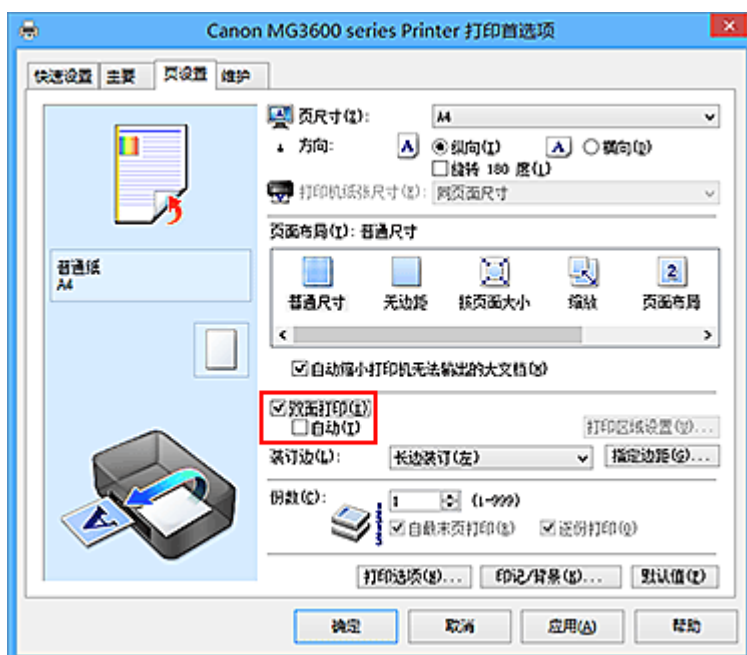 Canon MG3600 series Printer 打印首选项
快速设置 主要 页设置 维护
页尺寸(Z): A4
方向: A 纵向(T) A 横向(D)
旋转 180 度(L)
打印机纸张尺寸(E): 同页面尺寸
页面布局(Y): 普通尺寸
普通纸
A4
2
普通尺寸 无边距 按页面大小 缩放 页面布局
自动缩小打印机无法输出的大文档(N)
双面打印(X)
自动(I)
打印区域设置(U)...
装订边(L): 长边装订(左) 指定边距(G)...
份数(C): 1 (1-999)
自最末页打印(S) 逐份打印(O)
打印选项(R)... 印记/背景(K)... 默认值(F)
确定 取消 应用(A) 帮助